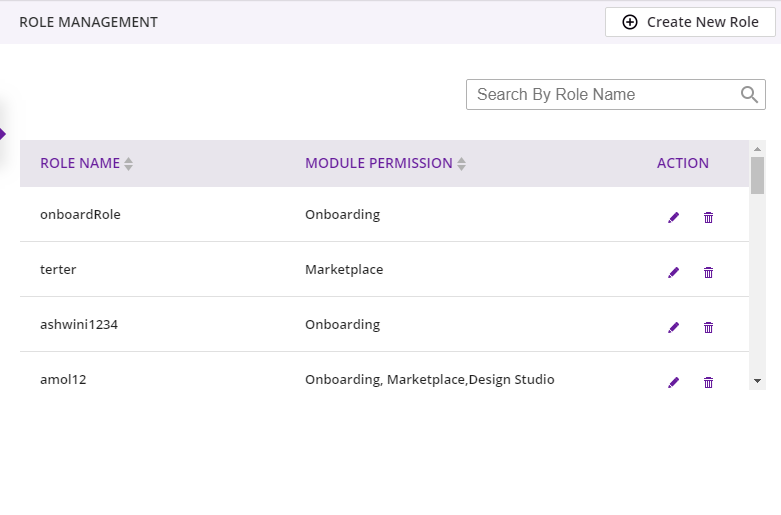 ROLE MANAGEMENT
Create New Role
Search By Role Name
ROLE NAME MODULE PERMISSION ACTION
onboardRole Onboarding
terter Marketplace
ashwini1234 Onboarding
amol12 Onboarding, Marketplace,Design Studio